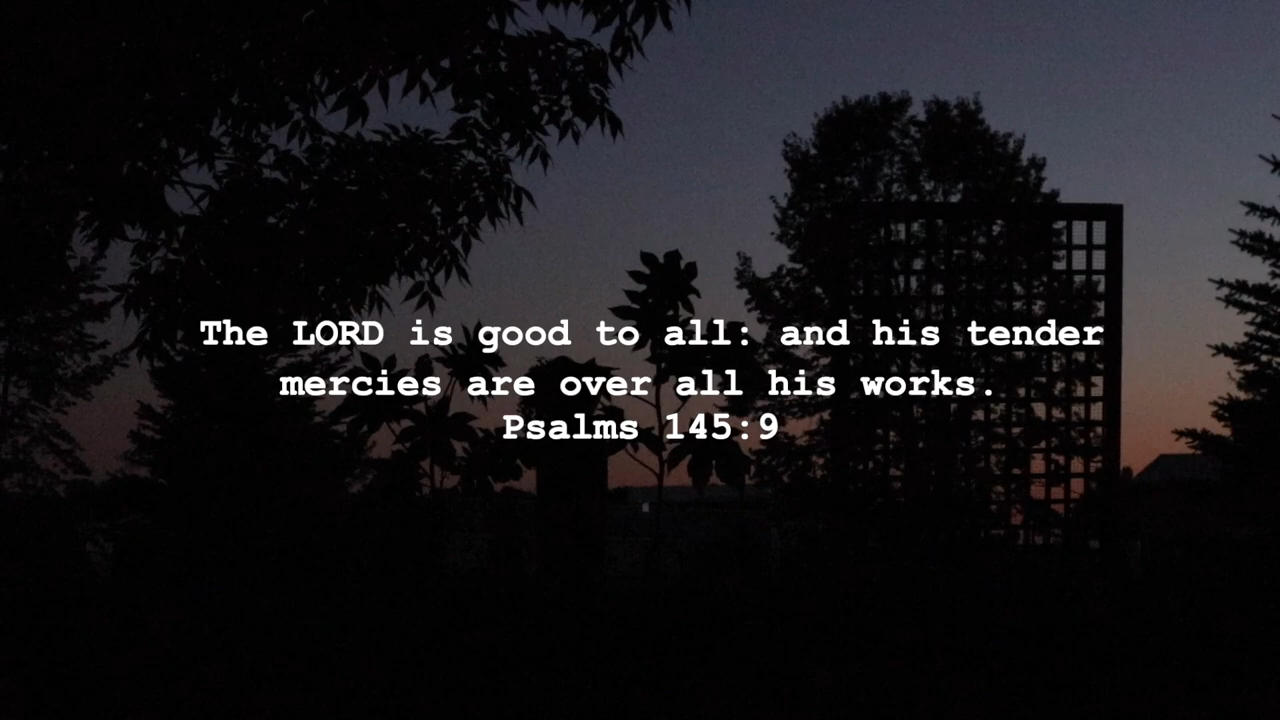 The LORD is good to all: and his tender
mercies are over all his works.
Psalms 145:9